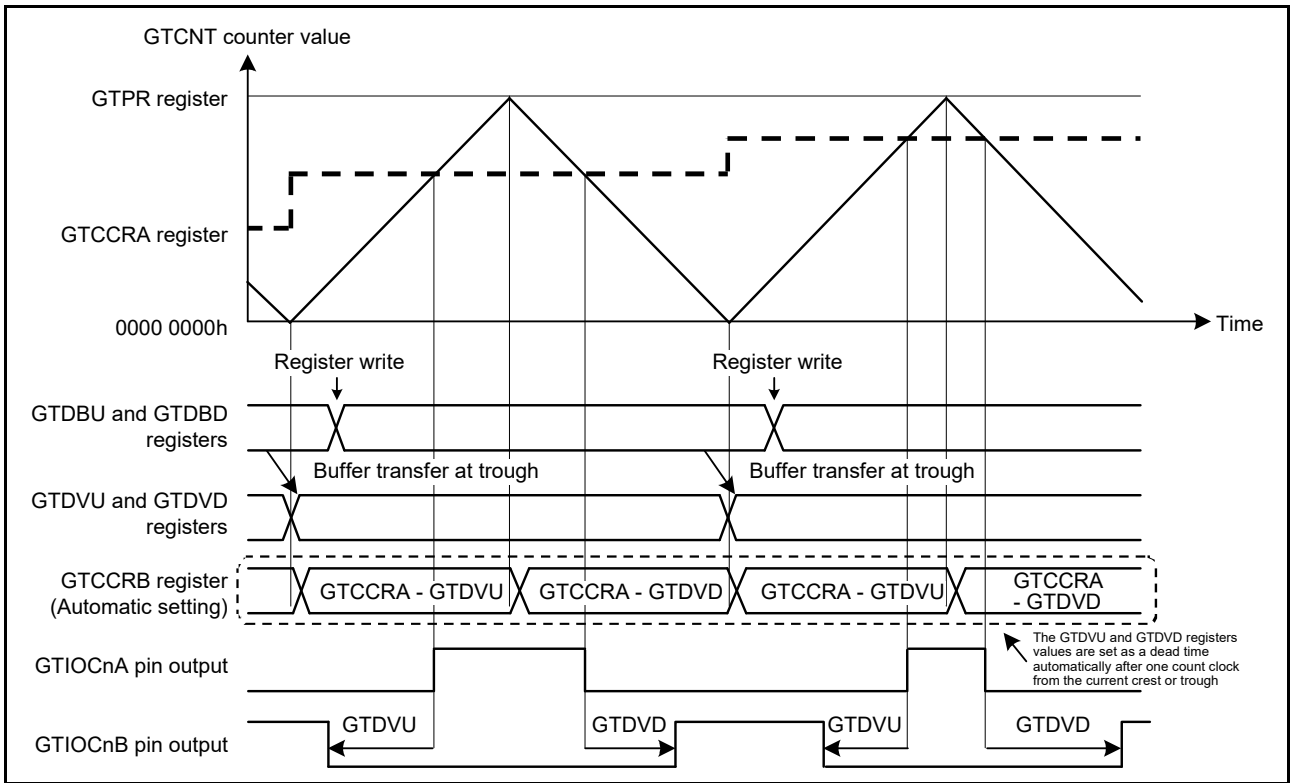 GTCNT counter value
GTPR register
GTCCRA register
0000 0000h
Time
Register write
Register write
GTDBU and GTDBD
registers
Buffer transfer at trough
Buffer transfer at trough
GTDVU and GTDVD
registers
GTCCRB register
(Automatic setting)
GTCCRA - GTDVU
GTCCRA - GTDVD
GTCCRA - GTDVU
GTCCRA
- GTDVD
The GTDVU and GTDVD registers
values are set as a dead time
automatically after one count clock
from the current crest or trough
GTIOCnA pin output
GTIOCnB pin output
GTDVU
GTDVD
GTDVU
GTDVD